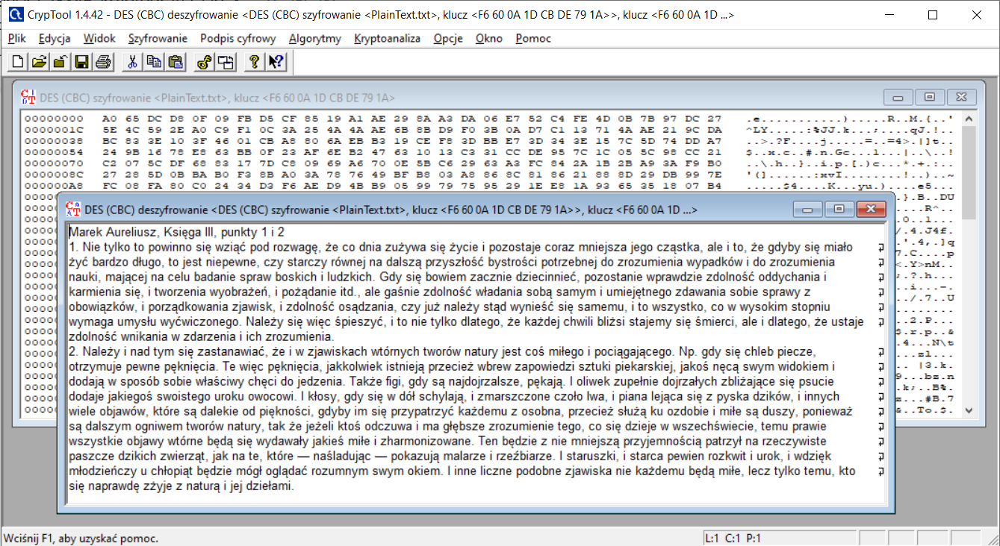 CrypTool 1.4.42 - DES (CBC) deszyfrowanie <DES (CBC) szyfrowanie <PlainText.txt>, klucz <F6 60 0A 1D CB DE 79 1A>>, klucz <F6 60 0A 1D ...>
Plik Edycja Widok Szyfrowanie Podpis cyfrowy Algorytmy Kryptoanaliza Opcje Okno Pomoc
DES (CBC) szyfrowanie <PlainText.txt>, klucz <F6 60 0A 1D CB DE 79 1A>
00000000 A0 65 DC D8 0F 09 FB D5 CF 85 19 A1 AE 29 8A A3 DA 06 E7 52 C4 FE 4D 0B 7B 97 DC 27 .e...........).....R..M.{..'
0000001C 5E 4C 59 2E A0 C9 F1 0C 3A 25 4A 4A AE 6B 8B D9 F0 3B 0A D7 C1 13 71 4A AE 21 9C DA ^LY.....:%JJ.k...;....qJ.!..
00000038 BC 83 3E 10 3F 46 01 CB A8 80 6A EB B3 19 CE F8 3D BB E7 3D 34 3E 15 7C 5D 74 DD A7 ..>.?F....j.....=..=4>.|]t..
00000054 24 9B 16 78 E8 63 BB 0F 23 AF 6E B2 47 63 10 13 C3 31 CC DE 95 7C 1C 05 5C 98 CC 21 $..x.c..#.n.Gc...1...|..\..!
00000070 C2 07 5C DF 68 83 17 7D C8 09 69 A6 70 0E 5B C6 29 63 A3 FC 84 2A 1B 2B A9 3A F9 B0 ..\.h..}..i.p.[.)c...*.+.:..
0000008C 27 28 5D 0B BA B0 F3 8B A0 3A 78 76 49 BF B8 03 A8 86 8C 81 86 21 88 8D 29 DB 99 7E '(]......:xvI........!..)..~
000000A8 FC 08 FA 80 C0 24 34 D3 F6 AE D9 4B B9 05 99 79 75 95 29 1E E8 1A 93 65 35 18 07 B4 .....$4....K...yu.)....e5...
DES (CBC) deszyfrowanie <DES (CBC) szyfrowanie <PlainText.txt>, klucz <F6 60 0A 1D CB DE 79 1A>>, klucz <F6 60 0A 1D ...>
Marek Aureliusz, Księga III, punkty 1 i 2
1. Nie tylko to powinno się wziąć pod rozwagę, że co dnia zużywa się życie i pozostaje coraz mniejsza jego cząstka, ale i to, że gdyby się miało
żyć bardzo długo, to jest niepewne, czy starczy równej na dalszą przyszłość bystrości potrzebnej do zrozumienia wypadków i do zrozumienia
nauki, mającej na celu badanie spraw boskich i ludzkich. Gdy się bowiem zacznie dziecinnieć, pozostanie wprawdzie zdolność oddychania i
karmienia się, i tworzenia wyobrażeń, i pożądanie itd., ale gaśnie zdolność władania sobą samym i umiejętnego zdawania sobie sprawy z
obowiązków, i porządkowania zjawisk, i zdolność osądzania, czy już należy stąd wynieść się samemu, i to wszystko, co w wysokim stopniu
wymaga umysłu wyćwiczonego. Należy się więc śpieszyć, i to nie tylko dlatego, że każdej chwili bliżsi stajemy się śmierci, ale i dlatego, że ustaje
zdolność wnikania w zdarzenia i ich zrozumienia.
2. Należy i nad tym się zastanawiać, że i w zjawiskach wtórnych tworów natury jest coś miłego i pociągającego. Np. gdy się chleb piecze,
otrzymuje pewne pęknięcia. Te więc pęknięcia, jakkolwiek istnieją przecież wbrew zapowiedzi sztuki piekarskiej, jakoś nęcą swym widokiem i
dodają w sposób sobie właściwy chęci do jedzenia. Także figi, gdy są najdojrzalsze, pękają. I oliwek zupełnie dojrzałych zbliżające się psucie
dodaje jakiegoś swoistego uroku owocowi. I kłosy, gdy się w dół schylają, i zmarszczone czoło lwa, i piana lejąca się z pyska dzików, i innych
wiele objawów, które są dalekie od piękności, gdyby im się przypatrzyć każdemu z osobna, przecież służą ku ozdobie i miłe są duszy, ponieważ
są dalszym ogniwem tworów natury, tak że jeżeli ktoś odczuwa i ma głębsze zrozumienie tego, co się dzieje w wszechświecie, temu prawie
wszystkie objawy wtórne będą się wydawały jakieś miłe i zharmonizowane. Ten będzie z nie mniejszą przyjemnością patrzył na rzeczywiste
paszcze dzikich zwierząt, jak na te, które — naśladując — pokazują malarze i rzeźbiarze. I staruszki, i starca pewien rozkwit i urok, i wdzięk
młodzieńczy u chłopiąt będzie mógł oglądać rozumnym swym okiem. I inne liczne podobne zjawiska nie każdemu będą miłe, lecz tylko temu, kto
się naprawdę zżyje z naturą i jej dziełami.
Wciśnij F1, aby uzyskać pomoc.
L:1 C:1 P:1